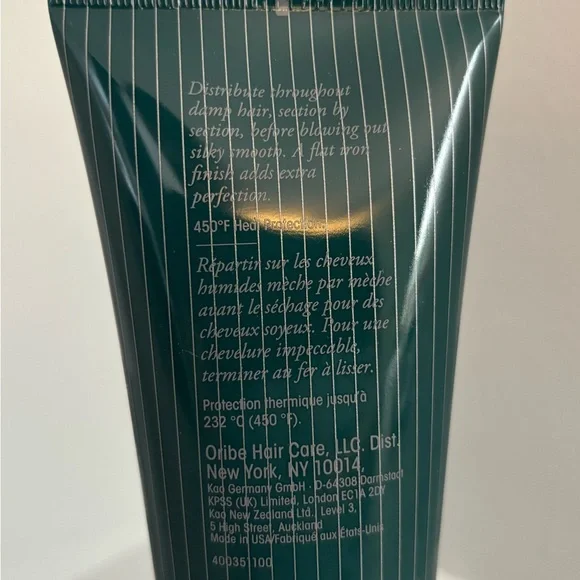 Distribute throughout
damp hair, section by
section, before blowing out
silky smooth. A flat iron
finish adds extra
perfection.
450°F Heat Protection.
Répartir sur les cheveux
humides mèche par mèche
avant le séchage pour des
cheveux soyeux. Pour une
chevelure impeccable,
terminer au fer à lisser.
Protection thermique jusqu'à
232 °C (450 °F).
Oribe Hair Care, LLC. Dist.
New York, NY 10014,
Kao Germany GmbH · D-64308 Darmstadt
KPSS (UK) Limited, London EC1A 2DY
Kao New Zealand Ltd., Level 3,
5 High Street, Auckland
Made in USA/Fabriqué aux États-Unis
400351100